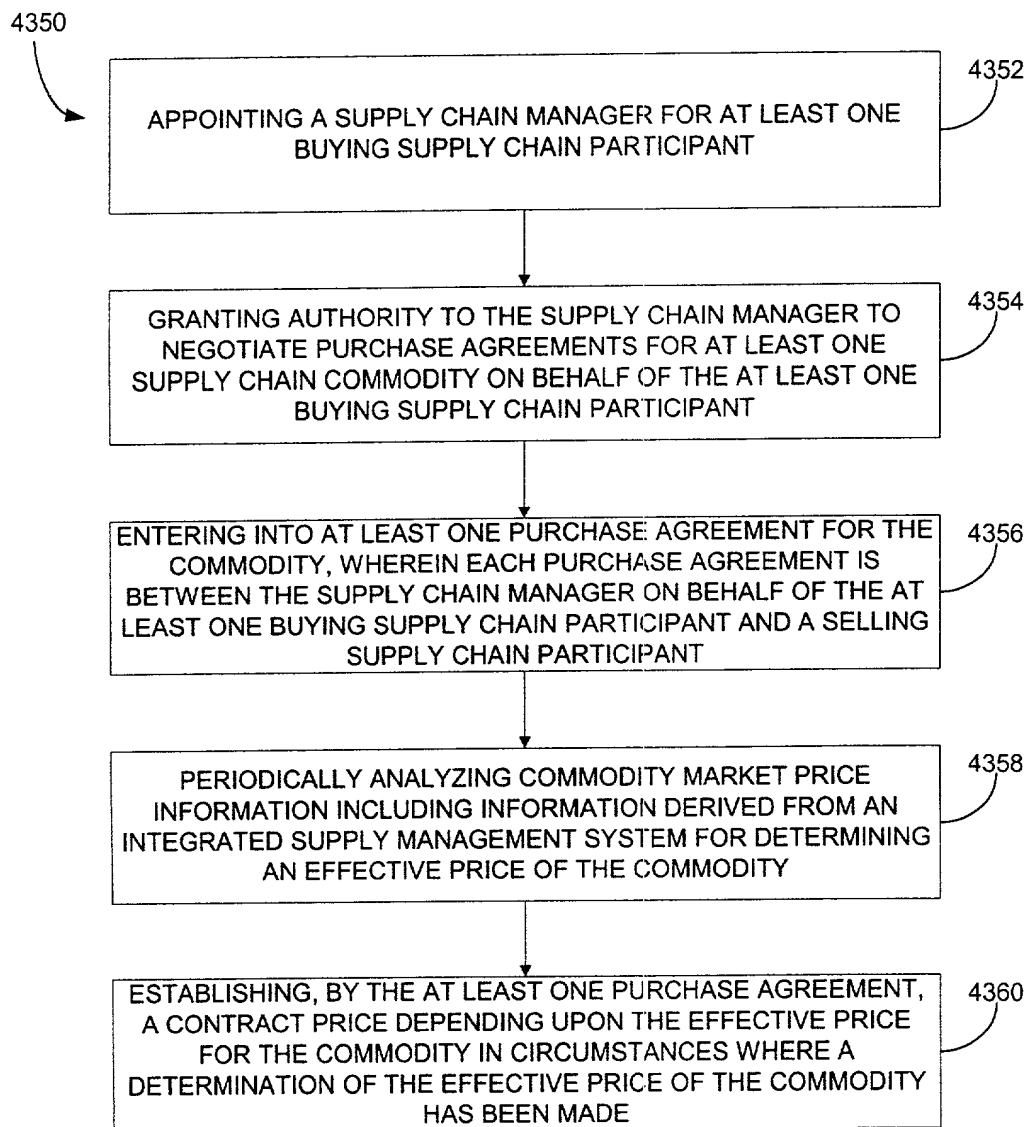 4350
4352
APPOINTING A SUPPLY CHAIN MANAGER FOR AT LEAST ONE
BUYING SUPPLY CHAIN PARTICIPANT
4354
GRANTING AUTHORITY TO THE SUPPLY CHAIN MANAGER TO
NEGOTIATE PURCHASE AGREEMENTS FOR AT LEAST ONE
SUPPLY CHAIN COMMODITY ON BEHALF OF THE AT LEAST ONE
BUYING SUPPLY CHAIN PARTICIPANT
4356
ENTERING INTO AT LEAST ONE PURCHASE AGREEMENT FOR THE
COMMODITY, WHEREIN EACH PURCHASE AGREEMENT IS
BETWEEN THE SUPPLY CHAIN MANAGER ON BEHALF OF THE AT
LEAST ONE BUYING SUPPLY CHAIN PARTICIPANT AND A SELLING
SUPPLY CHAIN PARTICIPANT
4358
PERIODICALLY ANALYZING COMMODITY MARKET PRICE
INFORMATION INCLUDING INFORMATION DERIVED FROM AN
INTEGRATED SUPPLY MANAGEMENT SYSTEM FOR DETERMINING
AN EFFECTIVE PRICE OF THE COMMODITY
4360
ESTABLISHING, BY THE AT LEAST ONE PURCHASE AGREEMENT,
A CONTRACT PRICE DEPENDING UPON THE EFFECTIVE PRICE
FOR THE COMMODITY IN CIRCUMSTANCES WHERE A
DETERMINATION OF THE EFFECTIVE PRICE OF THE COMMODITY
HAS BEEN MADE